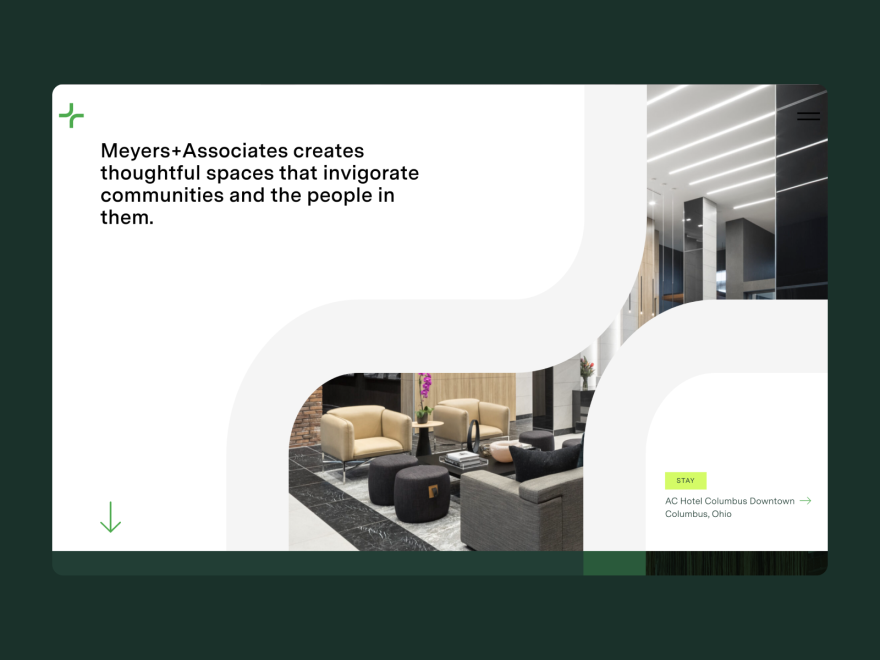 Meyers+Associates creates
thoughtful spaces that invigorate
communities and the people in
them.
STAY
AC Hotel Columbus Downtown
Columbus, Ohio